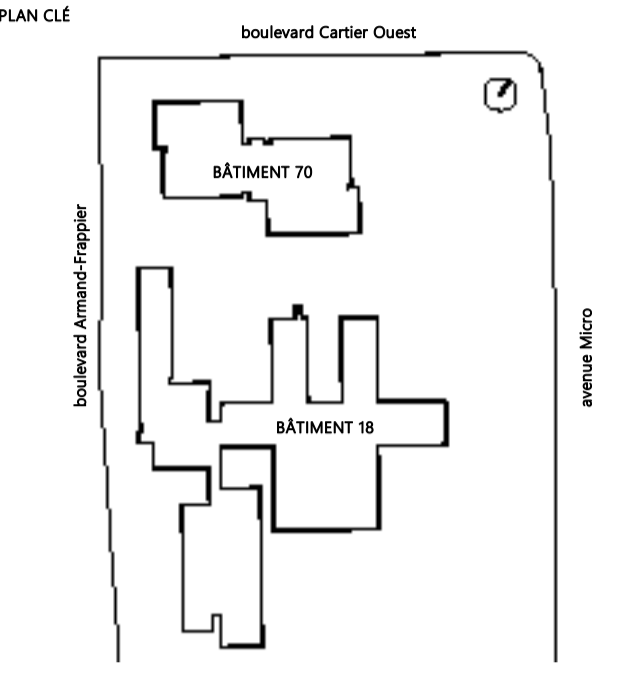 PLAN CLÉ
boulevard Cartier Ouest
BÂTIMENT 70
boulevard Armand-Frappier
avenue Micro
BÂTIMENT 18